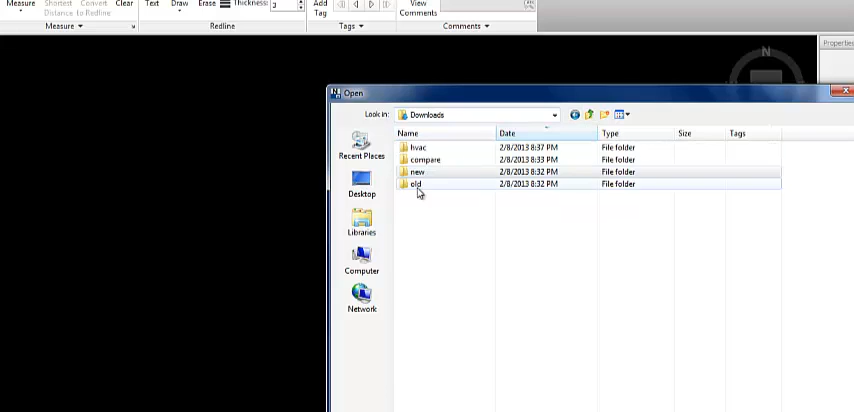 Measure Shortest Convert Clear Text Draw Erase Thickness: 3 Add View
Distance to Redline Tag Comments
Measure Redline Tags Comments
Properties
N
Open
Look in: Downloads
Name Date Type Size Tags
hvac 2/8/2013 8:37 PM File folder
compare 2/8/2013 8:33 PM File folder
new 2/8/2013 8:32 PM File folder
old 2/8/2013 8:32 PM File folder
Recent Places
Desktop
Libraries
Computer
Network